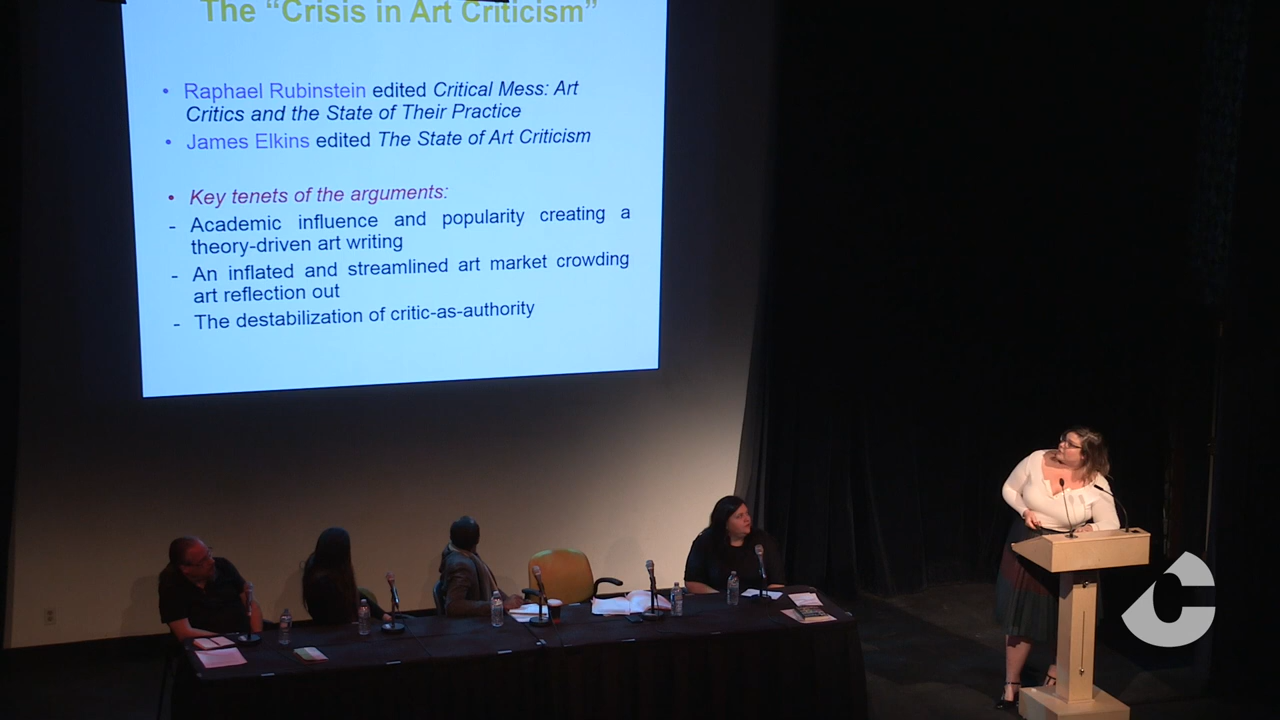 The “Crisis in Art Criticism”
• Raphael Rubinstein edited Critical Mess: Art
Critics and the State of Their Practice
• James Elkins edited The State of Art Criticism
• Key tenets of the arguments:
- Academic influence and popularity creating a
theory-driven art writing
- An inflated and streamlined art market crowding
art reflection out
- The destabilization of critic-as-authority
C